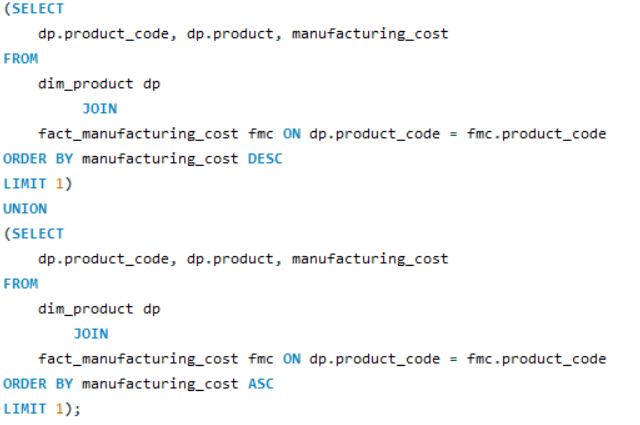 (SELECT
dp.product_code, dp.product, manufacturing_cost
FROM
dim_product dp
JOIN
fact_manufacturing_cost fmc ON dp.product_code = fmc.product_code
ORDER BY manufacturing_cost DESC
LIMIT 1)
UNION
(SELECT
dp.product_code, dp.product, manufacturing_cost
FROM
dim_product dp
JOIN
fact_manufacturing_cost fmc ON dp.product_code = fmc.product_code
ORDER BY manufacturing_cost ASC
LIMIT 1);